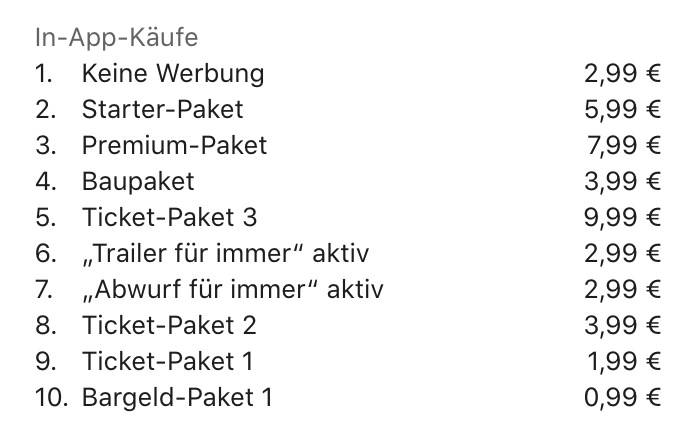 In-App-Käufe
1. Keine Werbung 2,99 €
2. Starter-Paket 5,99 €
3. Premium-Paket 7,99 €
4. Baupaket 3,99 €
5. Ticket-Paket 3 9,99 €
6. „Trailer für immer“ aktiv 2,99 €
7. „Abwurf für immer“ aktiv 2,99 €
8. Ticket-Paket 2 3,99 €
9. Ticket-Paket 1 1,99 €
10. Bargeld-Paket 1 0,99 €